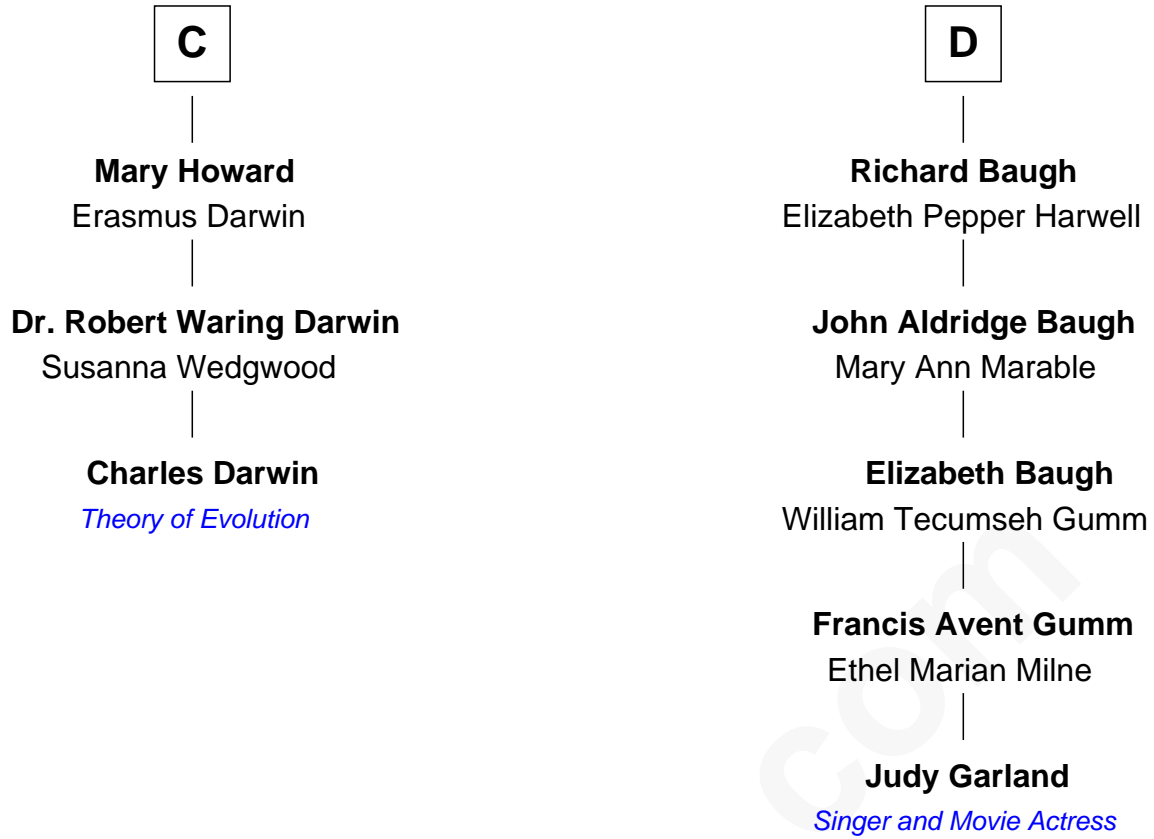 C
Mary Howard
Erasmus Darwin
Dr. Robert Waring Darwin
Susanna Wedgwood
Charles Darwin
Theory of Evolution
D
Richard Baugh
Elizabeth Pepper Harwell
John Aldridge Baugh
Mary Ann Marable
Elizabeth Baugh
William Tecumseh Gumm
Francis Avent Gumm
Ethel Marian Milne
Judy Garland
Singer and Movie Actress
com